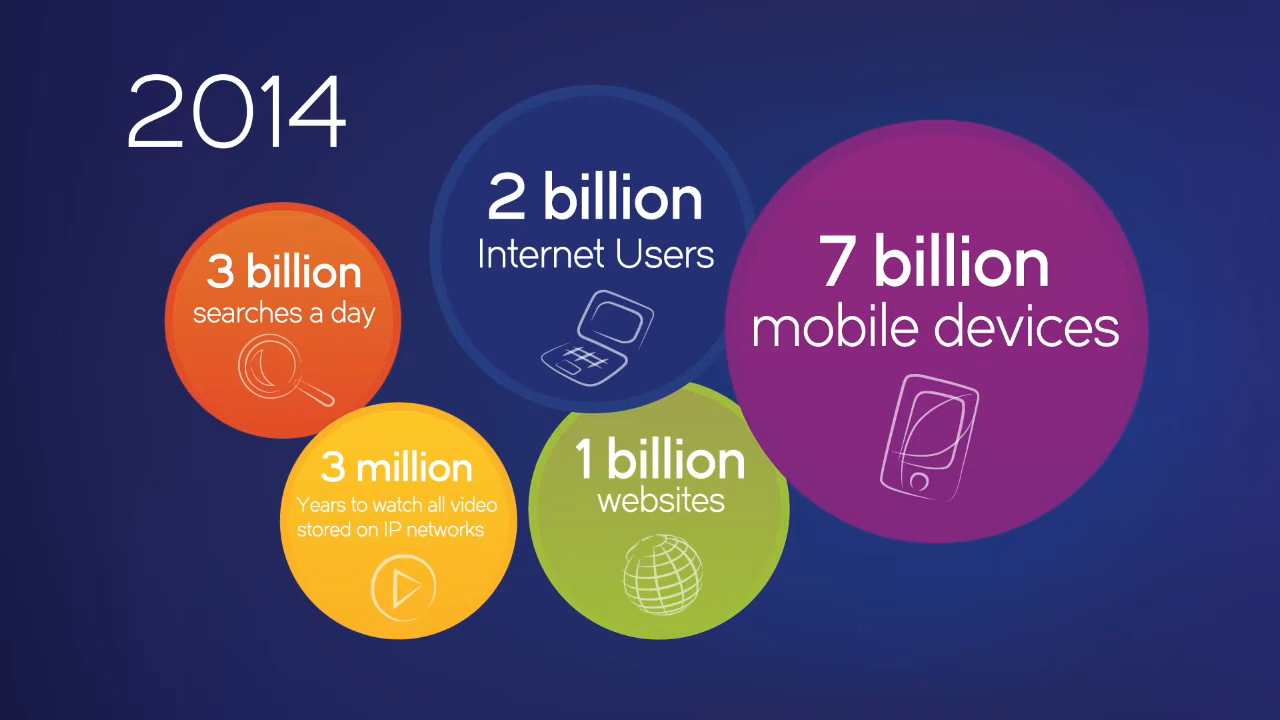 2014
2 billion
Internet Users
7 billion
mobile devices
3 billion
searches a day
3 million
Years to watch all video
stored on IP networks
1 billion
websites